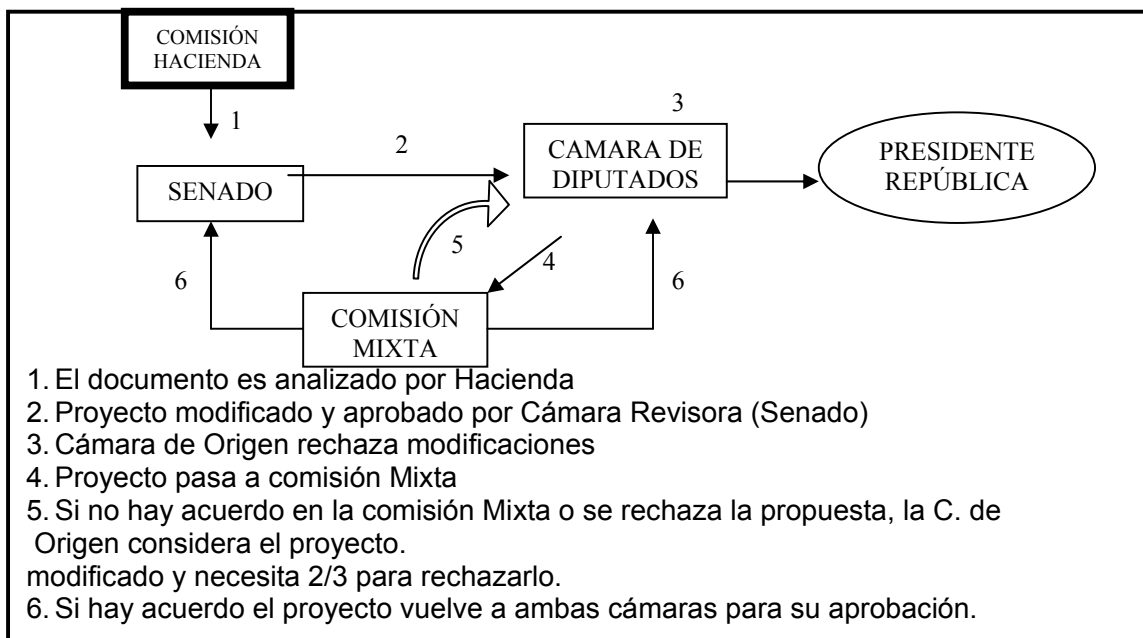 COMISIÓN
HACIENDA
1
3
2
CAMARA DE
DIPUTADOS
PRESIDENTE
REPÚBLICA
SENADO
5
4
6
6
COMISIÓN
MIXTA
1. El documento es analizado por Hacienda
2. Proyecto modificado y aprobado por Cámara Revisora (Senado)
3. Cámara de Origen rechaza modificaciones
4. Proyecto pasa a comisión Mixta
5. Si no hay acuerdo en la comisión Mixta o se rechaza la propuesta, la C. de
Origen considera el proyecto.
modificado y necesita 2/3 para rechazarlo.
6. Si hay acuerdo el proyecto vuelve a ambas cámaras para su aprobación.